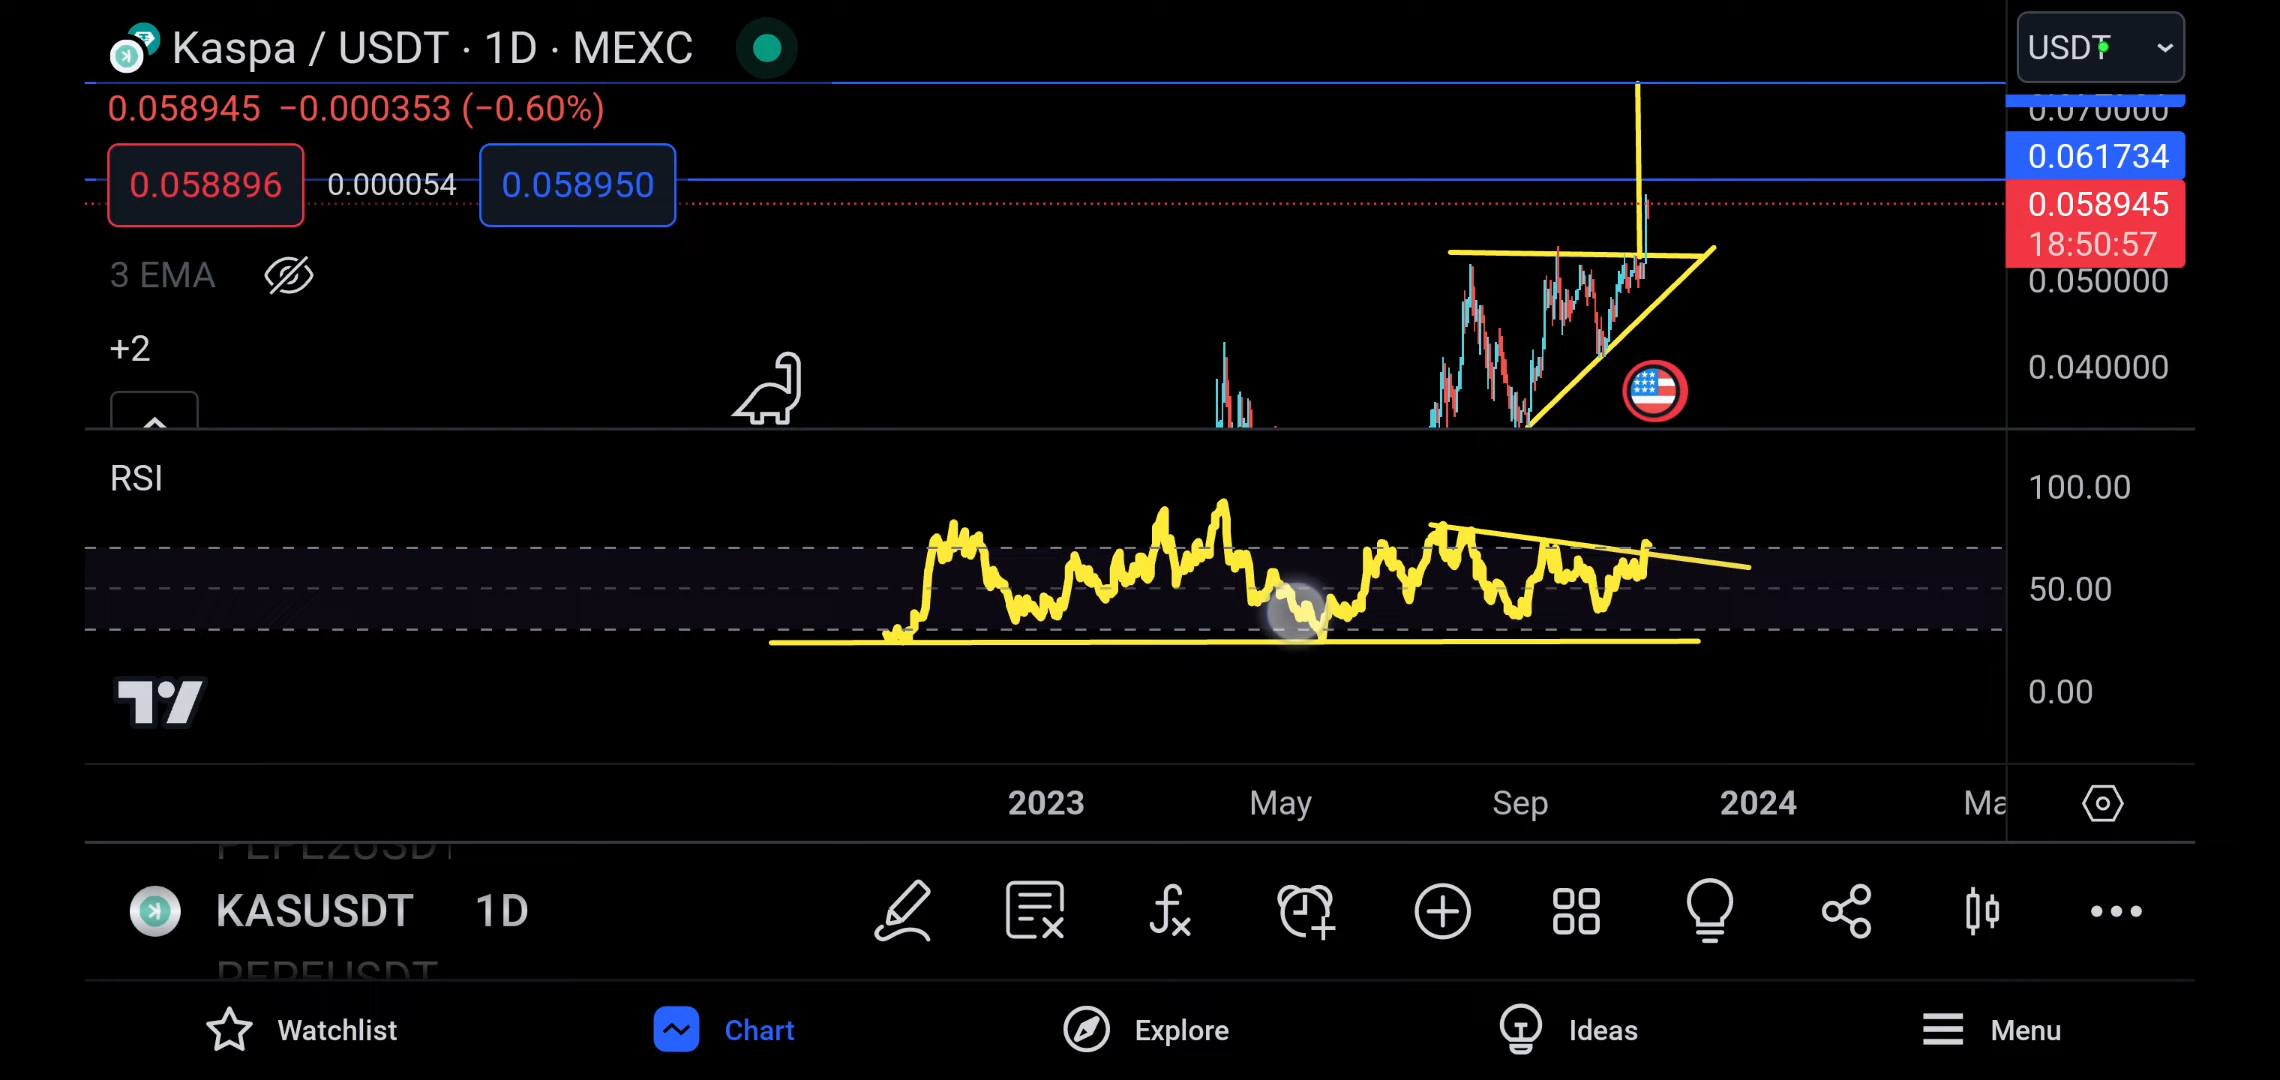 Kaspa / USDT · 1D · MEXC
USDT
0.058945 −0.000353 (−0.60%)
0.070000
0.058896 0.000054 0.058950
0.061734
0.058945
18:50:57
3 EMA
0.050000
+2
0.040000
RSI
100.00
50.00
0.00
2023 May Sep 2024 Ma
PEPE2USDT
KASUSDT 1D
PEPEUSDT
Watchlist Chart Explore Ideas Menu